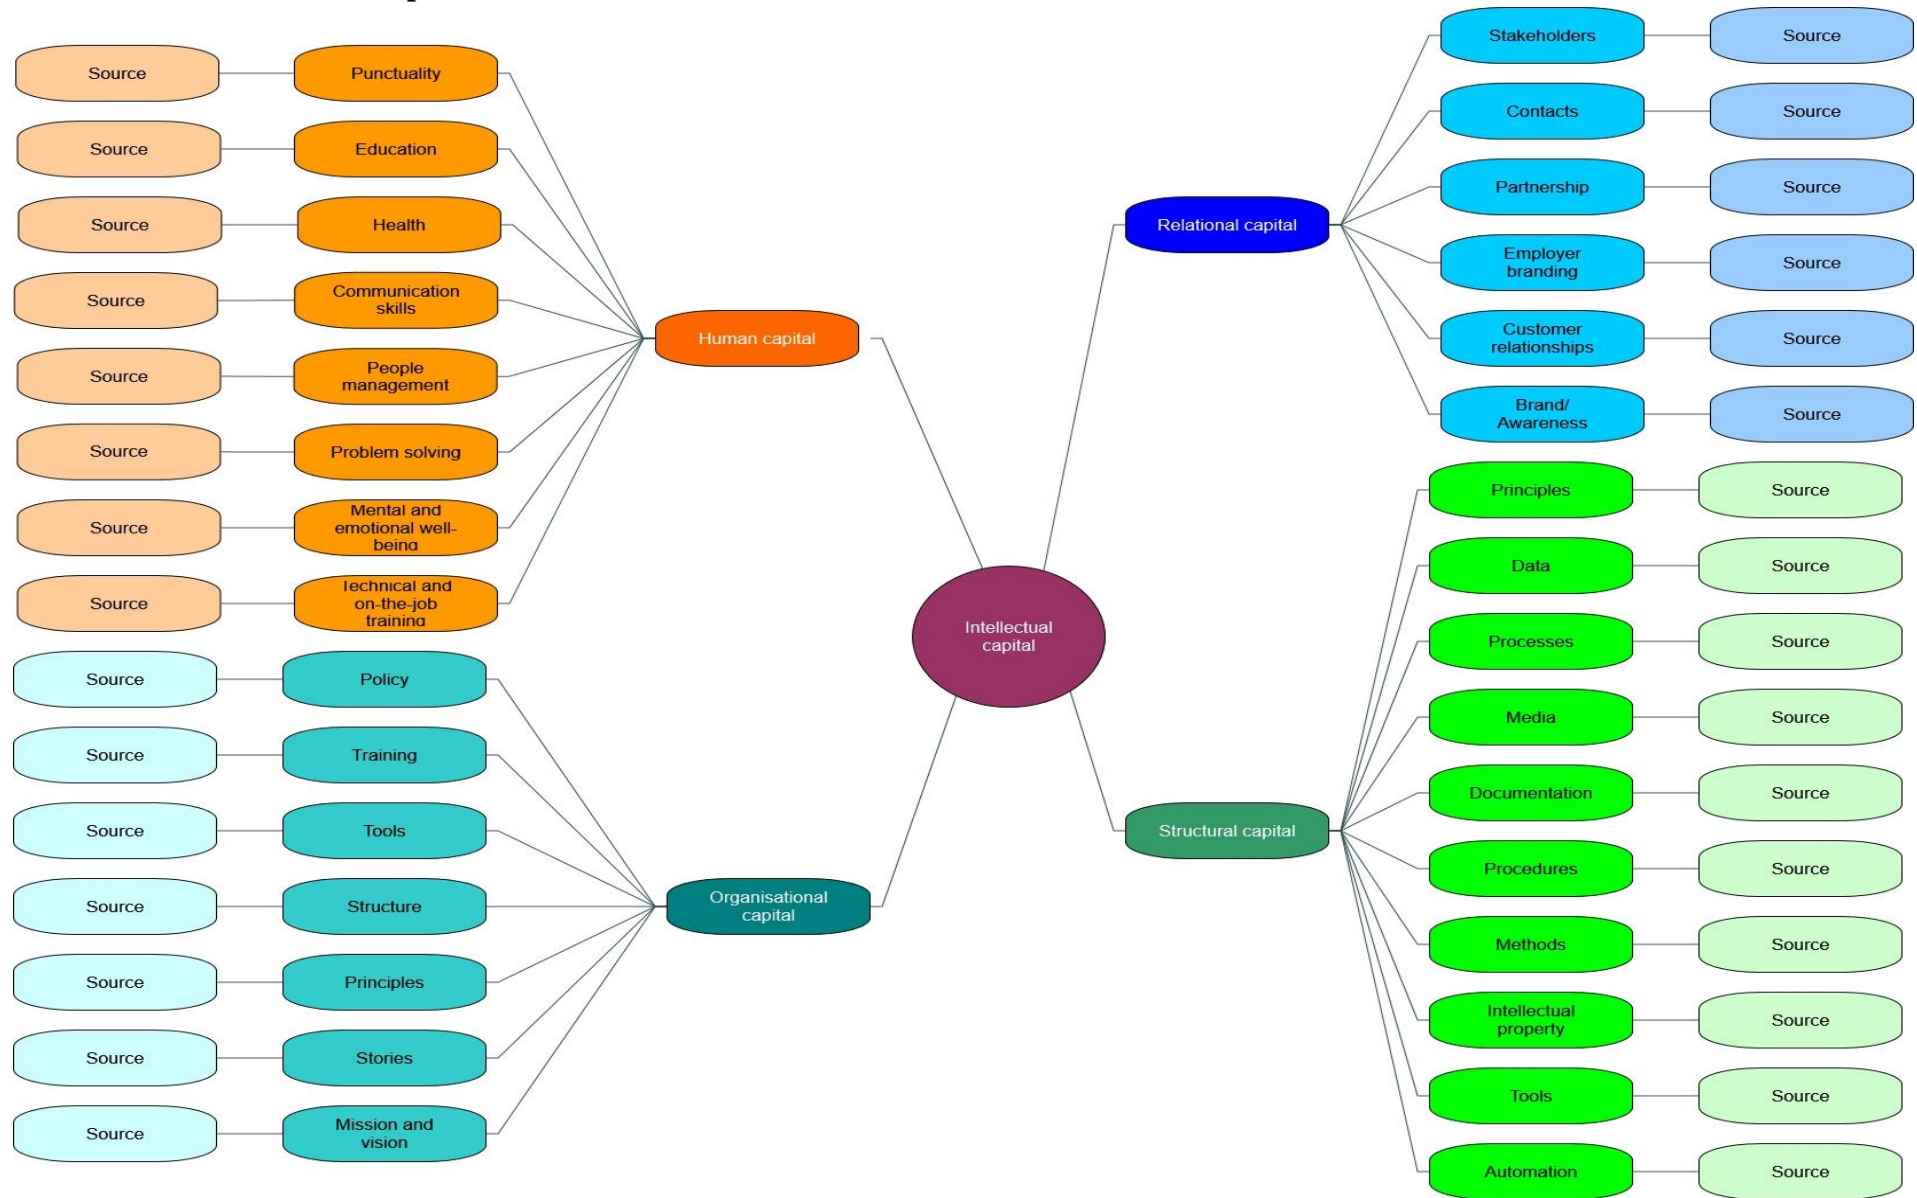 Source
Punctuality
Source
Education
Source
Health
Source
Communication
skills
Source
People
management
Source
Problem solving
Source
Mental and
emotional well-
being
Source
Technical and
on-the-job
training
Human capital
Source
Policy
Source
Training
Source
Tools
Source
Structure
Source
Principles
Source
Stories
Source
Mission and
vision
Organisational
capital
Intellectual
capital
Relational capital
Stakeholders
Source
Contacts
Source
Partnership
Source
Employer
branding
Source
Customer
relationships
Source
Brand/
Awareness
Source
Structural capital
Principles
Source
Data
Source
Processes
Source
Media
Source
Documentation
Source
Procedures
Source
Methods
Source
Intellectual
property
Source
Tools
Source
Automation
Source